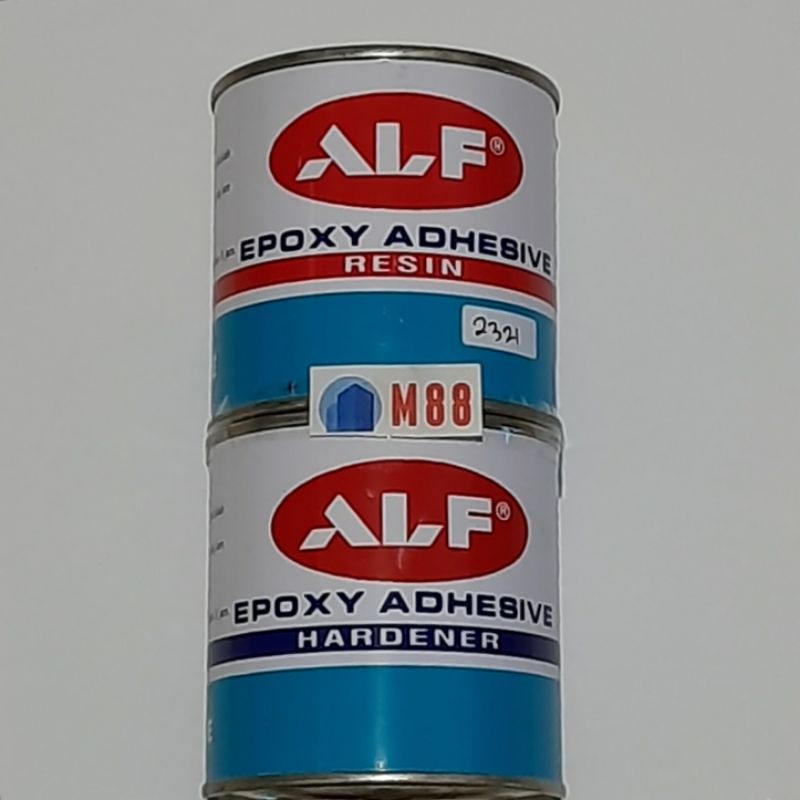 ALF®
EPOXY ADHESIVE
RESIN
2321
M88
ALF®
EPOXY ADHESIVE
HARDENER
E